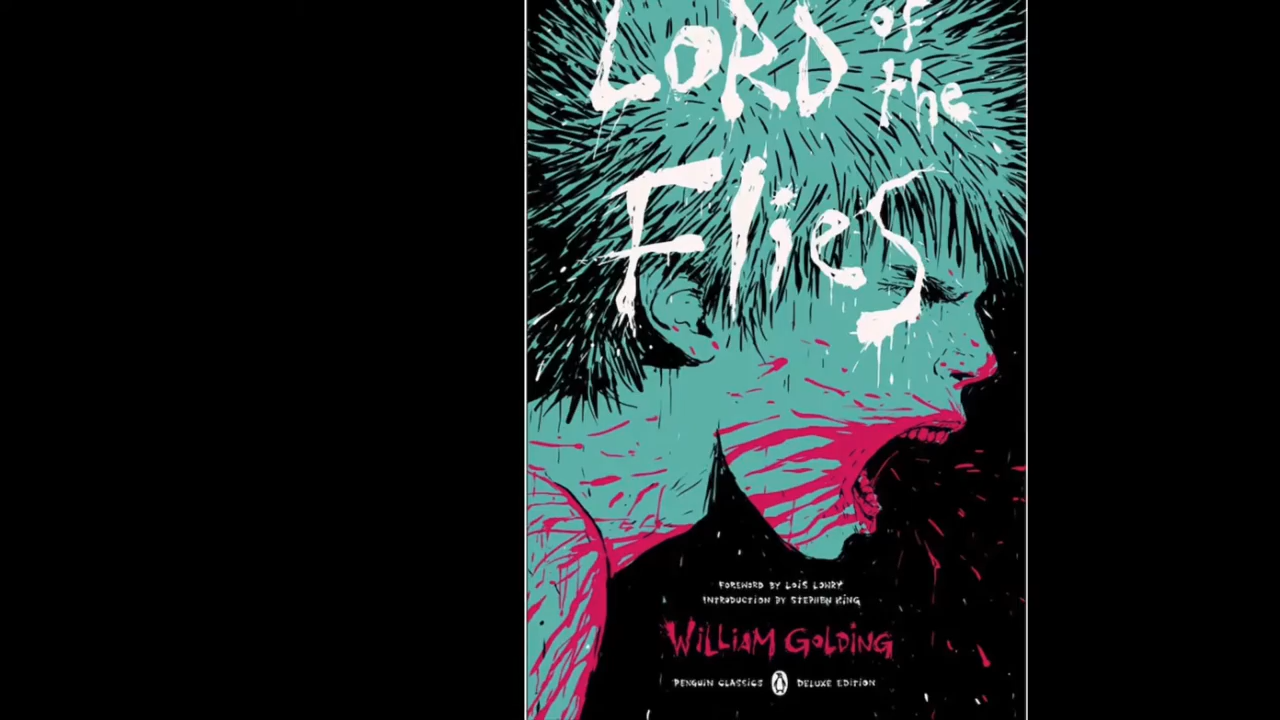 LORD of the
Flies
FOREWORD BY LOIS LOWRY
INTRODUCTION BY STEPHEN KING
WILLIAM GOLDING
PENGUIN CLASSICS DELUXE EDITION